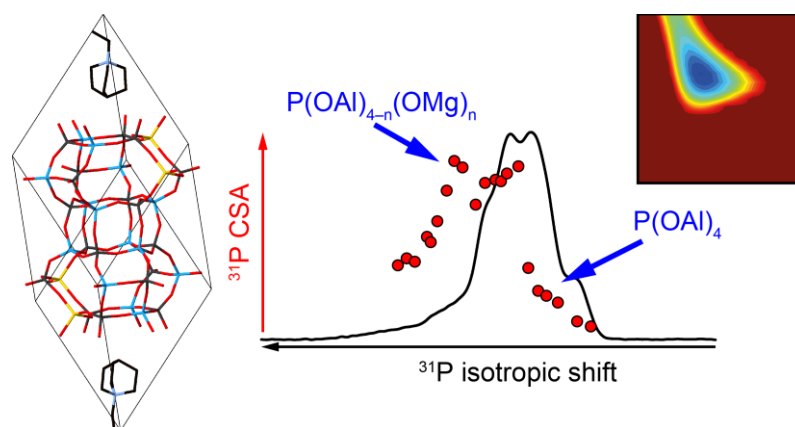 P(OAl)₄₋ₙ(OMg)ₙ
³¹P CSA
P(OAl)₄
³¹P isotropic shift